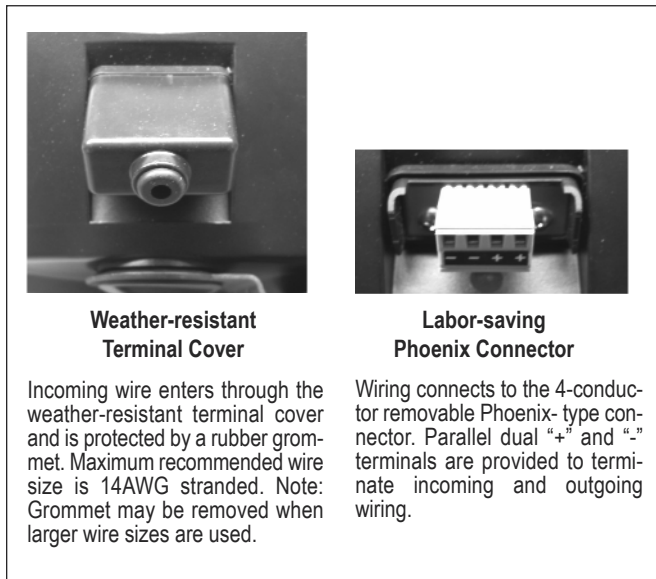 − − + +
Weather-resistant
Terminal Cover
Incoming wire enters through the
weather-resistant terminal cover
and is protected by a rubber grom-
met. Maximum recommended wire
size is 14AWG stranded. Note:
Grommet may be removed when
larger wire sizes are used.
Labor-saving
Phoenix Connector
Wiring connects to the 4-conduc-
tor removable Phoenix- type con-
nector. Parallel dual “+” and “-”
terminals are provided to termi-
nate incoming and outgoing
wiring.